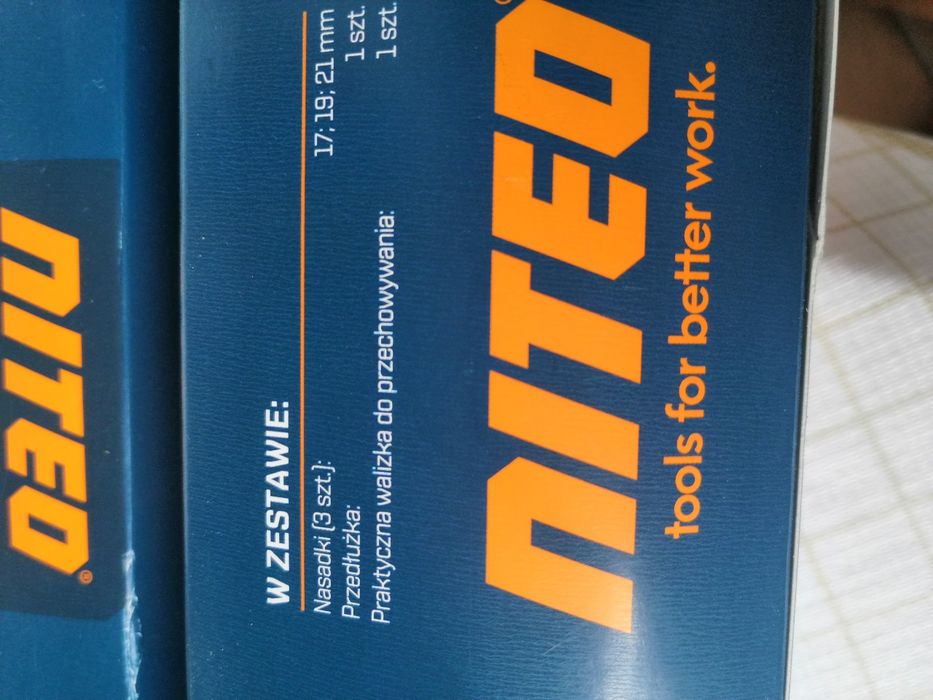 NITEO
®
W ZESTAWIE:
Nasadki (3 szt.): 17; 19; 21 mm
Przedłużka: 1 szt.
Praktyczna walizka do przechowywania: 1 szt.
NITEO
tools for better work.